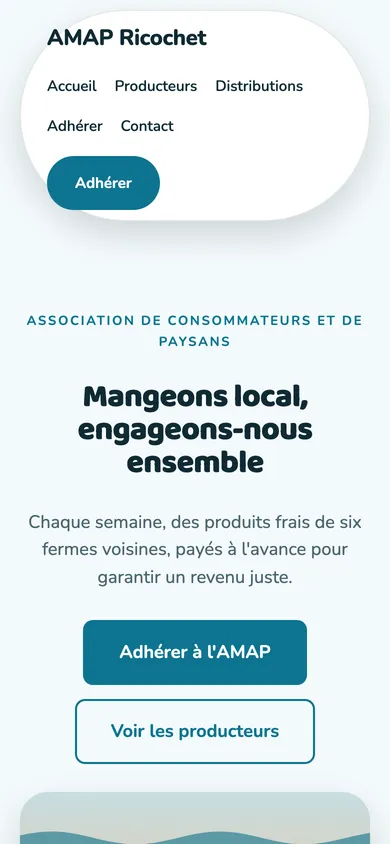 AMAP Ricochet
Accueil Producteurs Distributions
Adhérer Contact
Adhérer
ASSOCIATION DE CONSOMMATEURS ET DE
PAYSANS
Mangeons local,
engageons-nous
ensemble
Chaque semaine, des produits frais de six
fermes voisines, payés à l'avance pour
garantir un revenu juste.
Adhérer à l'AMAP
Voir les producteurs